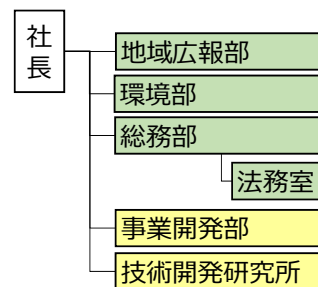 社長
地域広報部
環境部
総務部
法務室
事業開発部
技術開発研究所